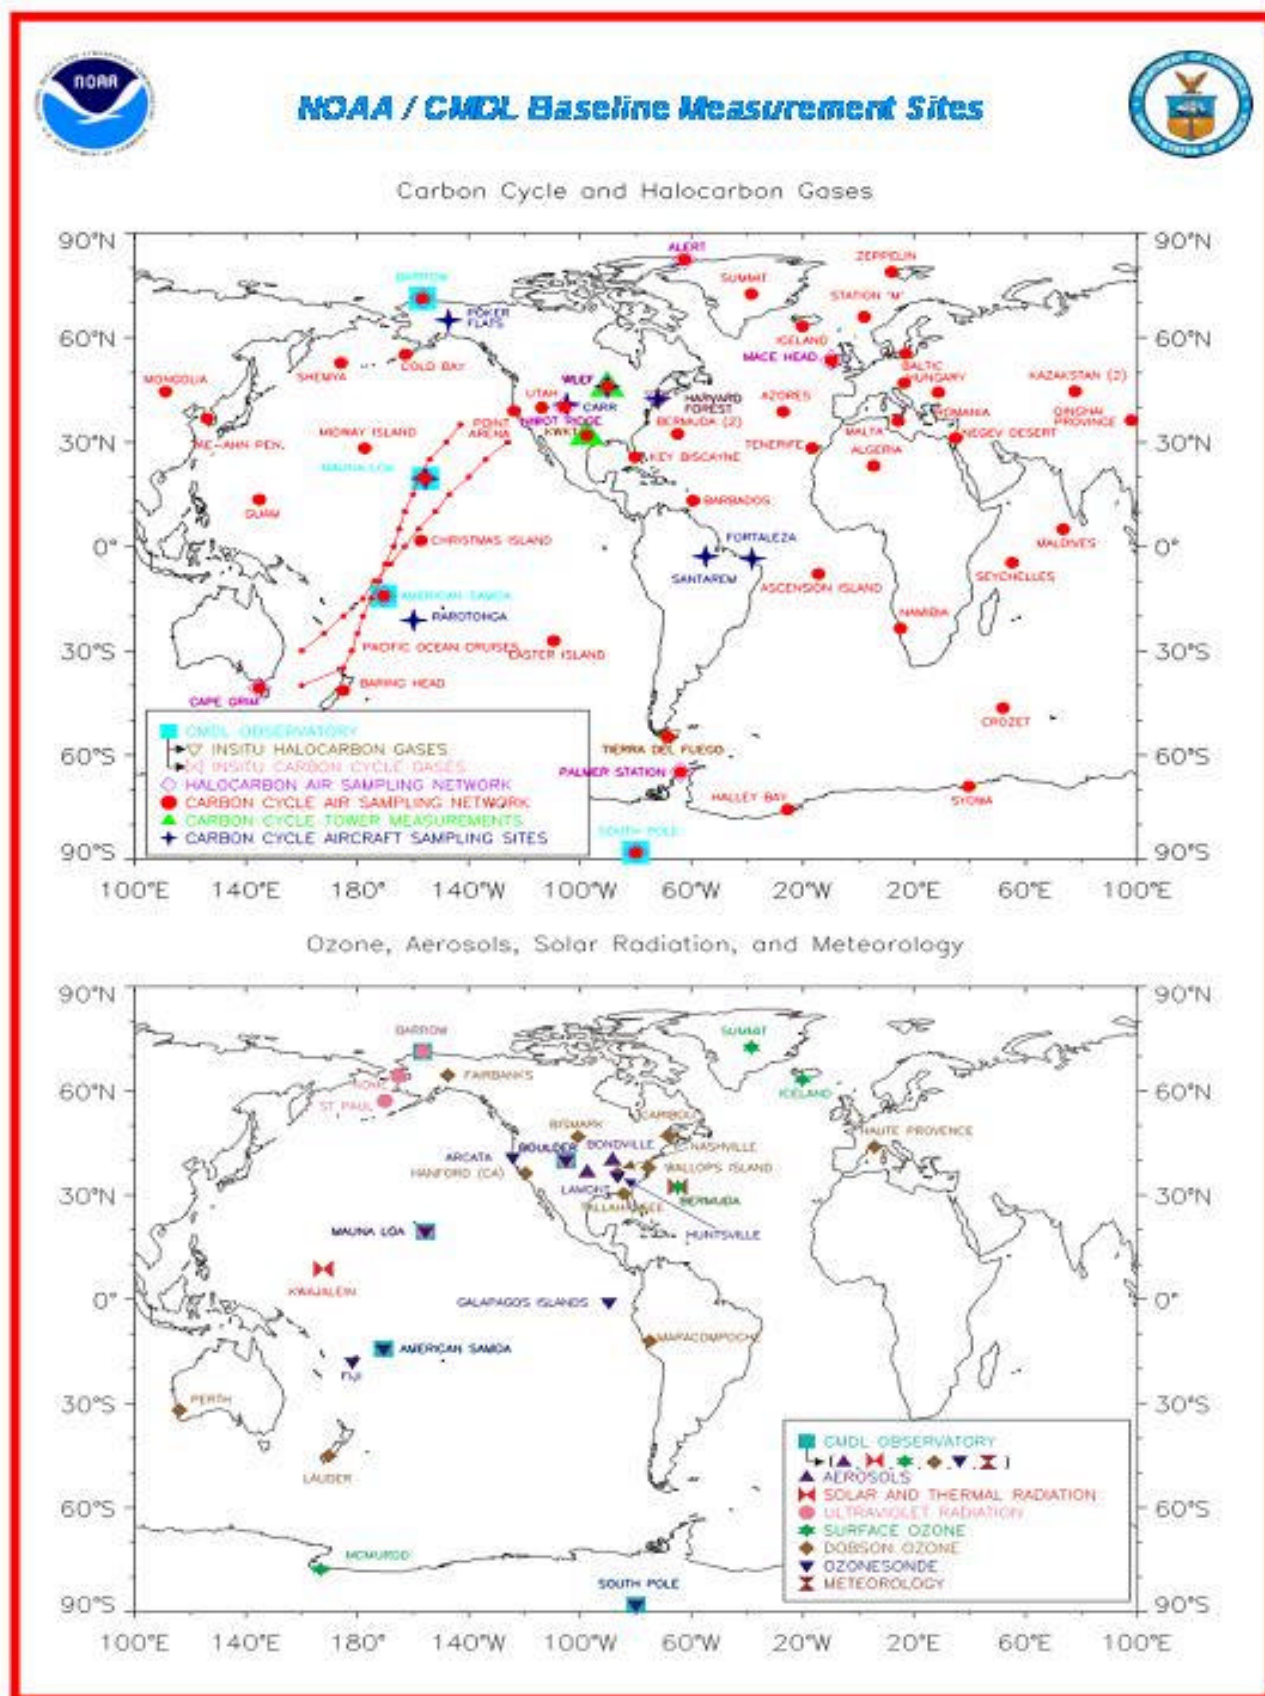 NOAA
NOAA / CMDL Baseline Measurement Sites
DEPARTMENT OF COMMERCE
UNITED STATES OF AMERICA
Carbon Cycle and Halocarbon Gases
90°N
60°N
30°N
0°
30°S
60°S
90°S
90°N
60°N
30°N
0°
30°S
60°S
90°S
ALERT
ZEPPELIN
BARROW
SUMMIT
STATION "M"
POKER
FLATS
ICELAND
MACE HEAD
COLD BAY
SHEMYA
MONGOLIA
BALTIC
HUNGARY
KAZAKSTAN (2)
UTAH
CARR
HARVARD
FOREST
AZORES
ROMANIA
QINGHAI
PROVINCE
BERMUDA (2)
POINT
ARENA
MIDWAY ISLAND
TENERIFE
MALTA
NEGEV DESERT
KEY BISCAYNE
ALGERIA
MAUNA LOA
GUAM
BARBADOS
CHRISTMAS ISLAND
FORTALEZA
MALDIVES
SANTAREM
SEYCHELLES
ASCENSION ISLAND
AMERICAN SAMOA
RAROTONGA
NAMIBIA
PACIFIC OCEAN CRUISES
EASTER ISLAND
BARING HEAD
CAPE GRIM
CROZET
TIERRA DEL FUEGO
PALMER STATION
HALLEY BAY
SYOWA
SOUTH POLE
CMDL OBSERVATORY
INSITU HALOCARBON GASES
[X] INSITU CARBON CYCLE GASES
HALOCARBON AIR SAMPLING NETWORK
CARBON CYCLE AIR SAMPLING NETWORK
CARBON CYCLE TOWER MEASUREMENTS
CARBON CYCLE AIRCRAFT SAMPLING SITES
100°E 140°E 180° 140°W 100°W 60°W 20°W 20°E 60°E 100°E
Ozone, Aerosols, Solar Radiation, and Meteorology
90°N
60°N
30°N
0°
30°S
60°S
90°S
90°N
60°N
30°N
0°
30°S
60°S
90°S
BARROW
SUMMIT
FAIRBANKS
ST PAUL
ICELAND
CARIBOU
BISMARK
BONDVILLE
NASHVILLE
HAUTE PROVENCE
ARCATA
BOULDER
HANFORD (CA)
WALLOPS ISLAND
LAMONT
BERMUDA
TALLAHASSEE
HUNTSVILLE
MAUNA LOA
KWAJALEIN
GALAPAGOS ISLANDS
AMERICAN SAMOA
FIJI
PERTH
LAUDER
MCMURDO
SOUTH POLE
CMDL OBSERVATORY
AEROSOLS
SOLAR AND THERMAL RADIATION
ULTRAVIOLET RADIATION
SURFACE OZONE
DOBSON OZONE
OZONESONDE
METEOROLOGY
100°E 140°E 180° 140°W 100°W 60°W 20°W 20°E 60°E 100°E